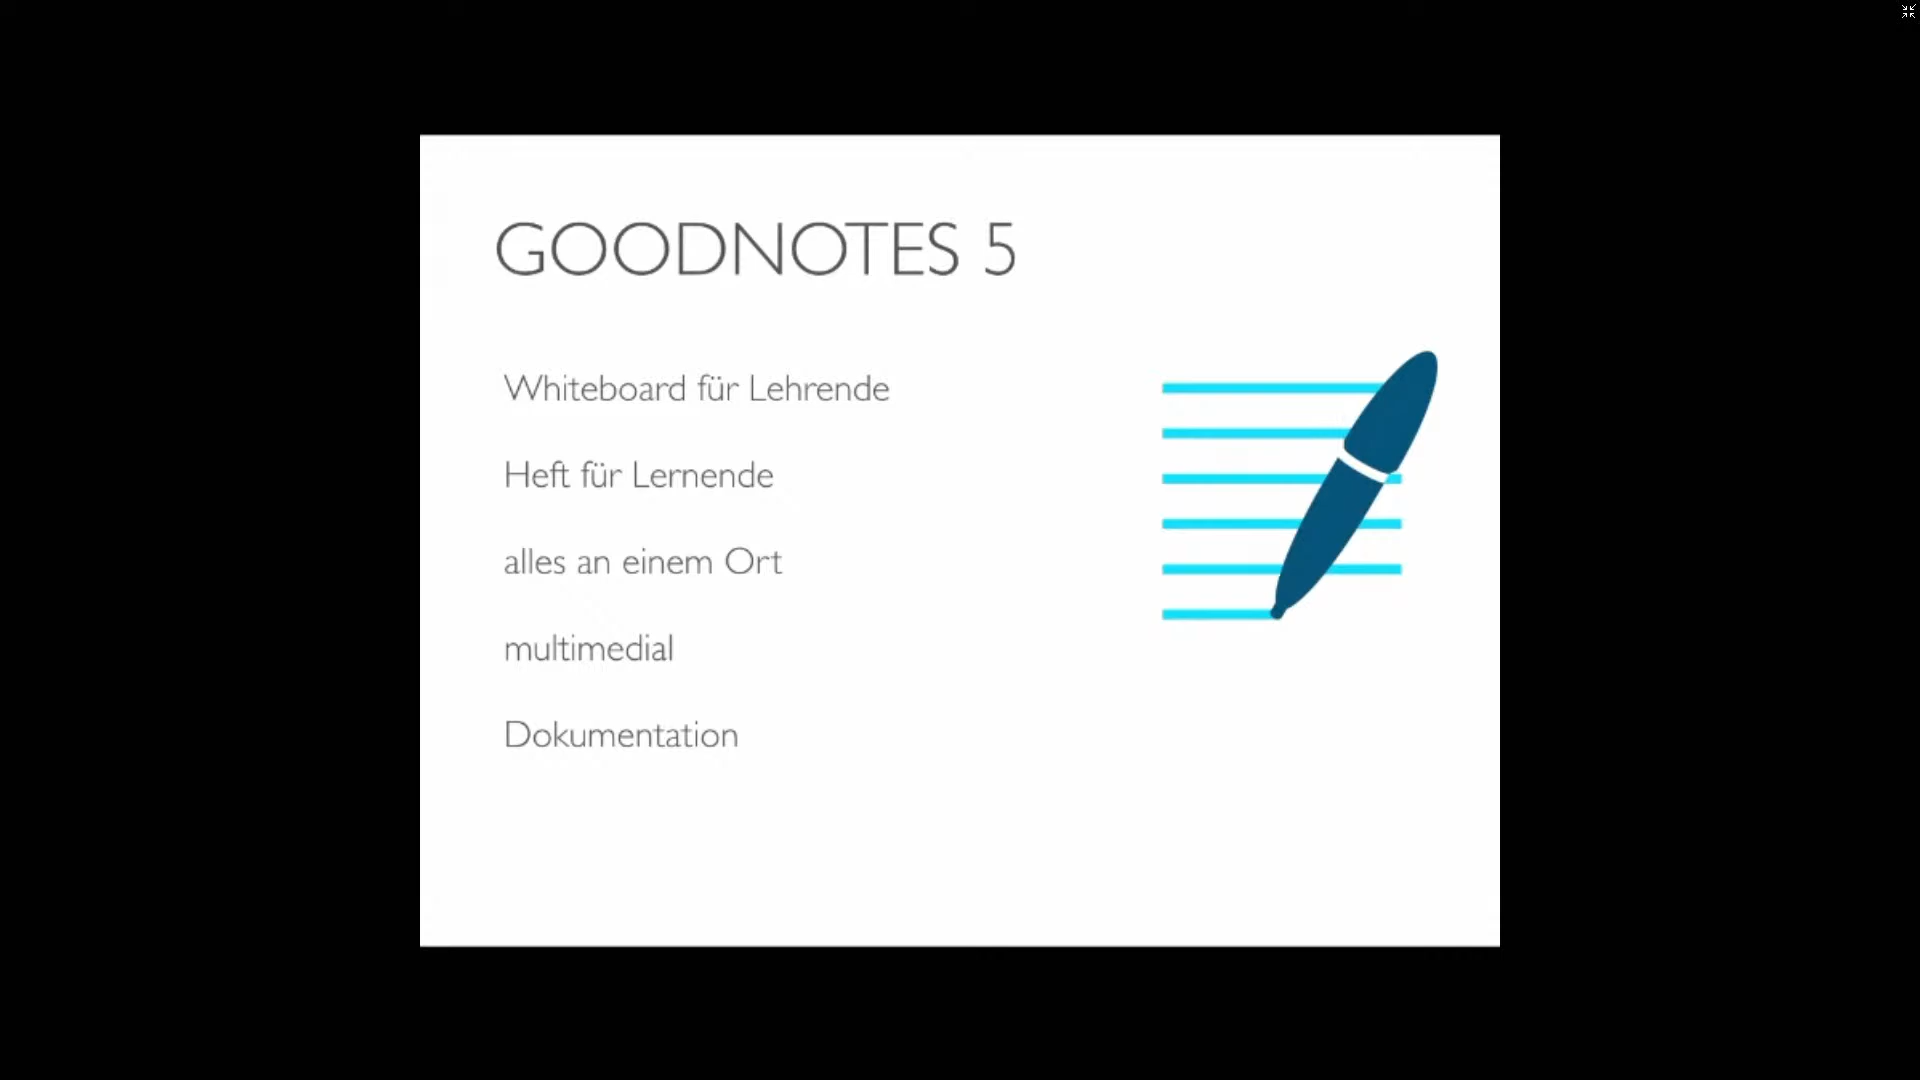 GOODNOTES 5
Whiteboard für Lehrende
Heft für Lernende
alles an einem Ort
multimedial
Dokumentation